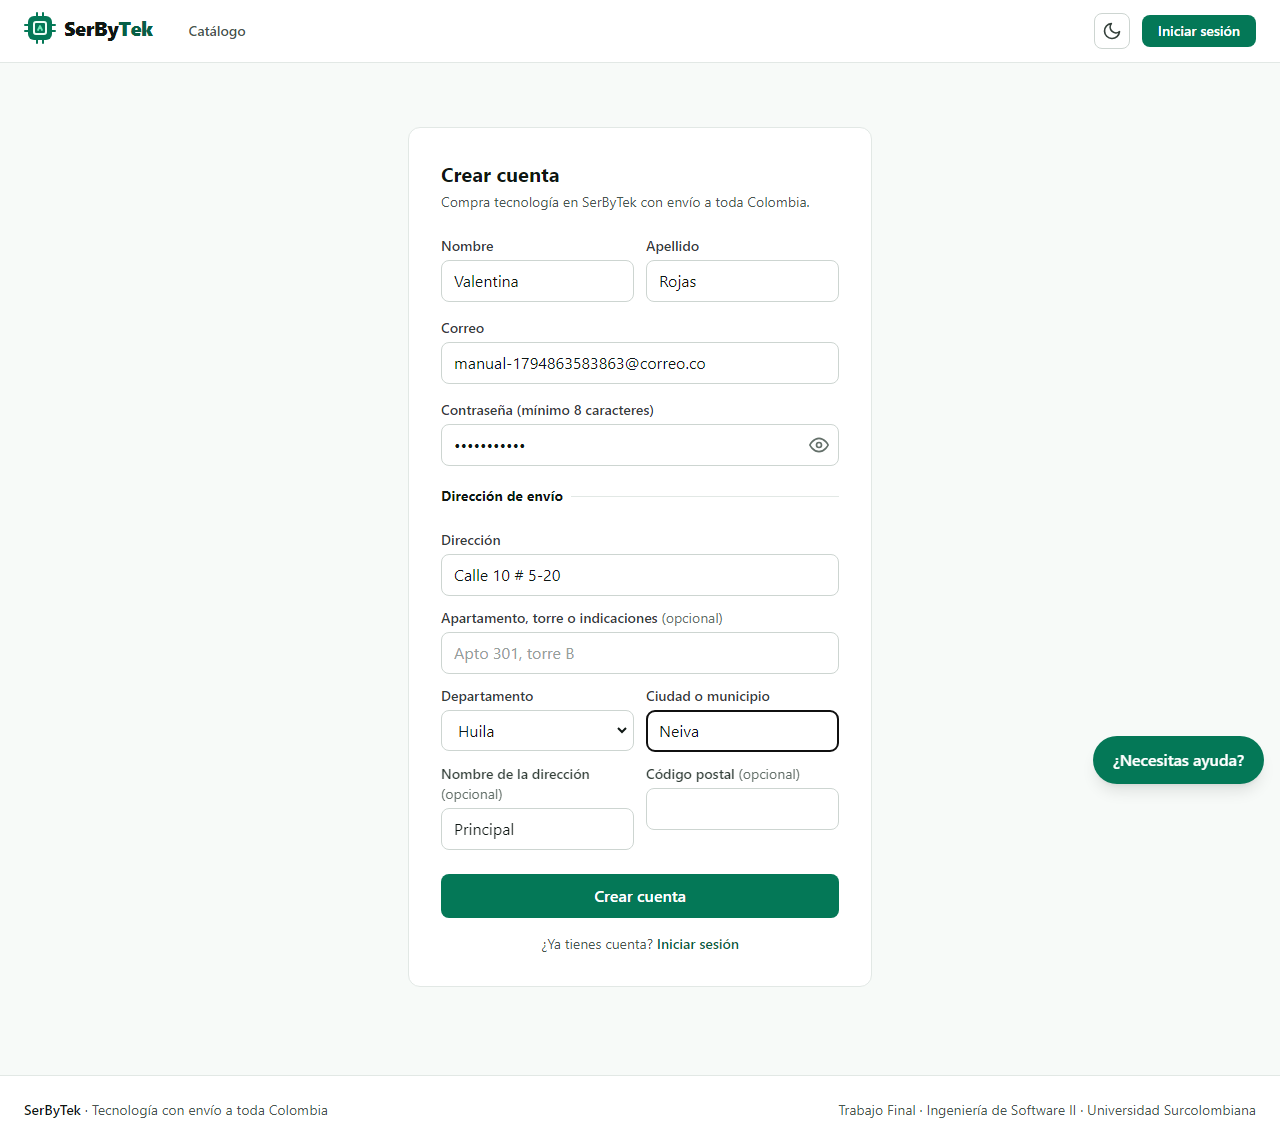 SerByTek
Catálogo
Iniciar sesión
Crear cuenta
Compra tecnología en SerByTek con envío a toda Colombia.
Nombre
Apellido
Valentina
Rojas
Correo
manual-1794863583863@correo.co
Contraseña (mínimo 8 caracteres)
•••••••••••
Dirección de envío
Dirección
Calle 10 # 5-20
Apartamento, torre o indicaciones (opcional)
Apto 301, torre B
Departamento
Ciudad o municipio
Huila
Neiva
Nombre de la dirección
(opcional)
Código postal (opcional)
Principal
¿Necesitas ayuda?
Crear cuenta
¿Ya tienes cuenta? Iniciar sesión
SerByTek · Tecnología con envío a toda Colombia
Trabajo Final · Ingeniería de Software II · Universidad Surcolombiana